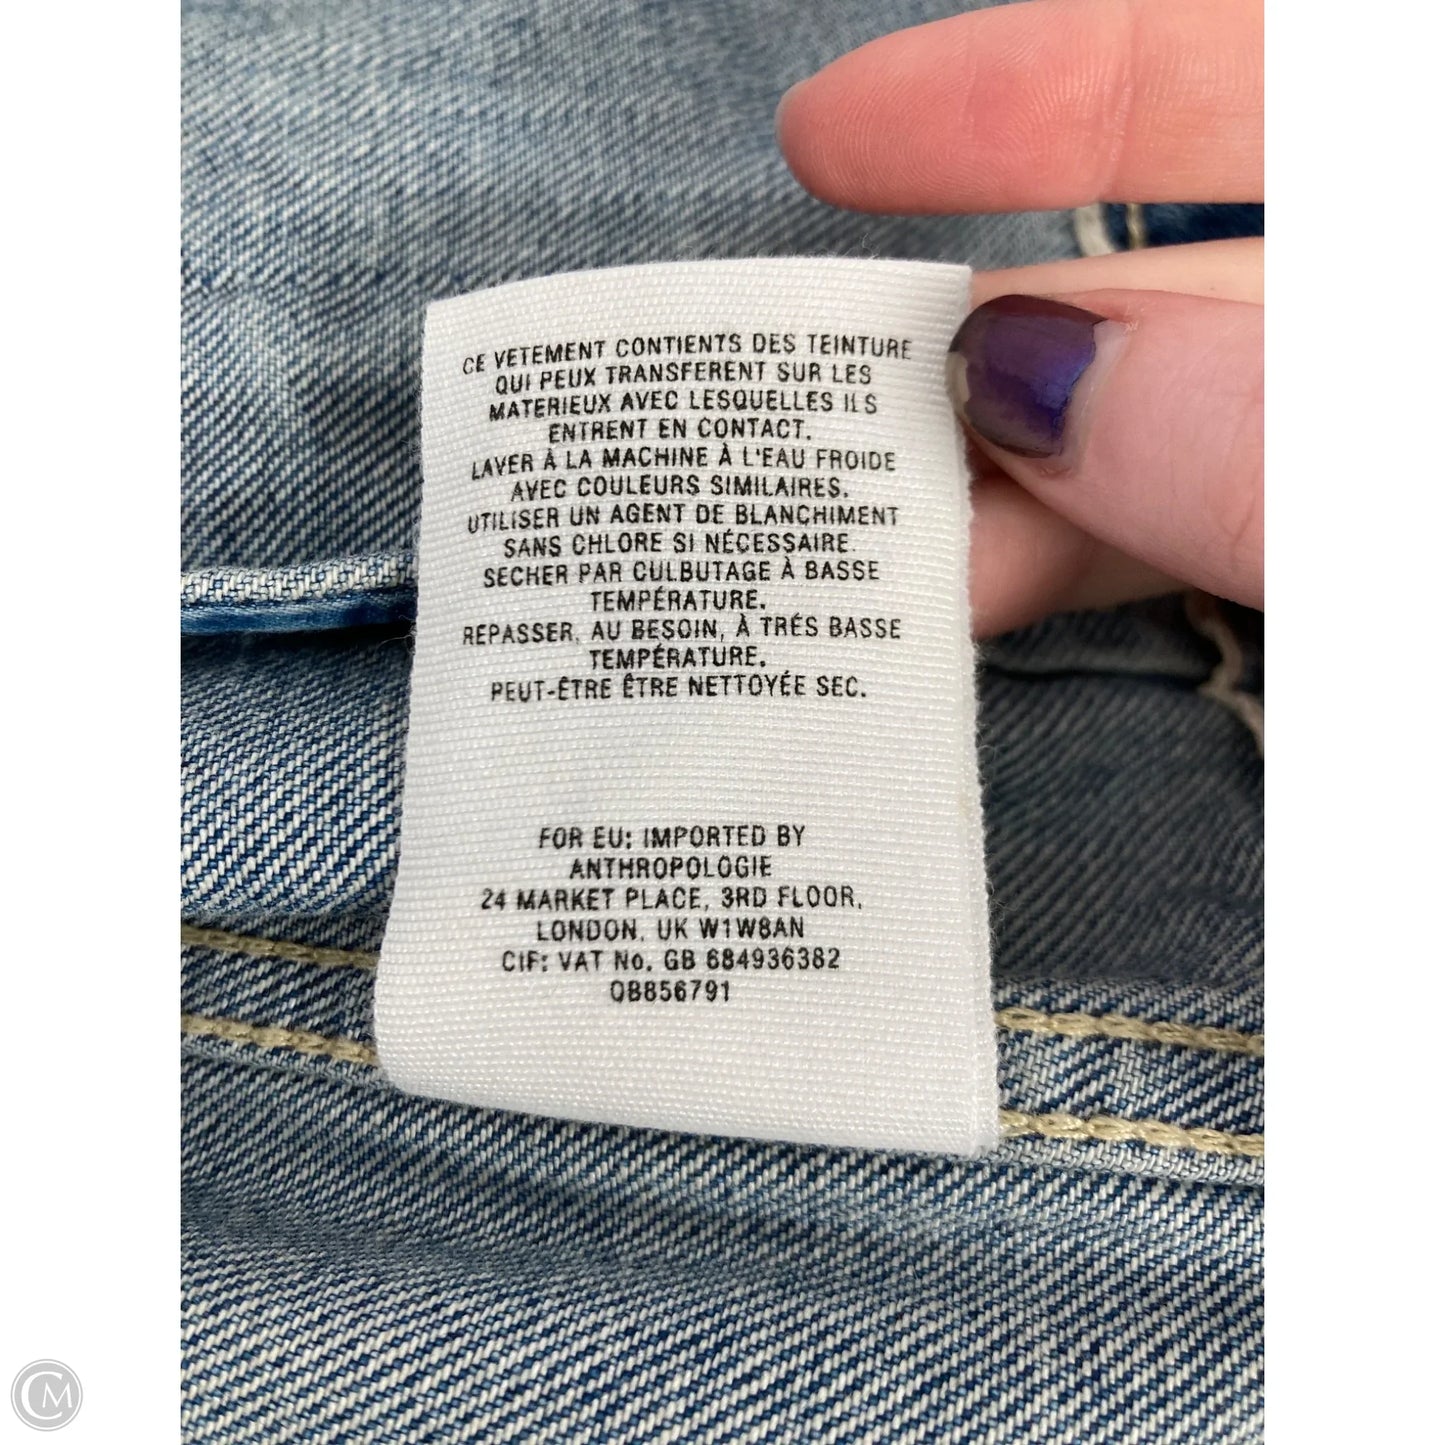 CE VETEMENT CONTIENTS DES TEINTURE
QUI PEUX TRANSFERENT SUR LES
MATERIEUX AVEC LESQUELLES ILS
ENTRENT EN CONTACT.
LAVER À LA MACHINE À L'EAU FROIDE
AVEC COULEURS SIMILAIRES.
UTILISER UN AGENT DE BLANCHIMENT
SANS CHLORE SI NÉCESSAIRE.
SECHER PAR CULBUTAGE À BASSE
TEMPÉRATURE.
REPASSER, AU BESOIN, À TRÉS BASSE
TEMPÉRATURE.
PEUT-ÊTRE ÊTRE NETTOYÉE SEC.
FOR EU: IMPORTED BY
ANTHROPOLOGIE
24 MARKET PLACE, 3RD FLOOR,
LONDON, UK W1W8AN
CIF: VAT No. GB 684936382
OB856791
CM